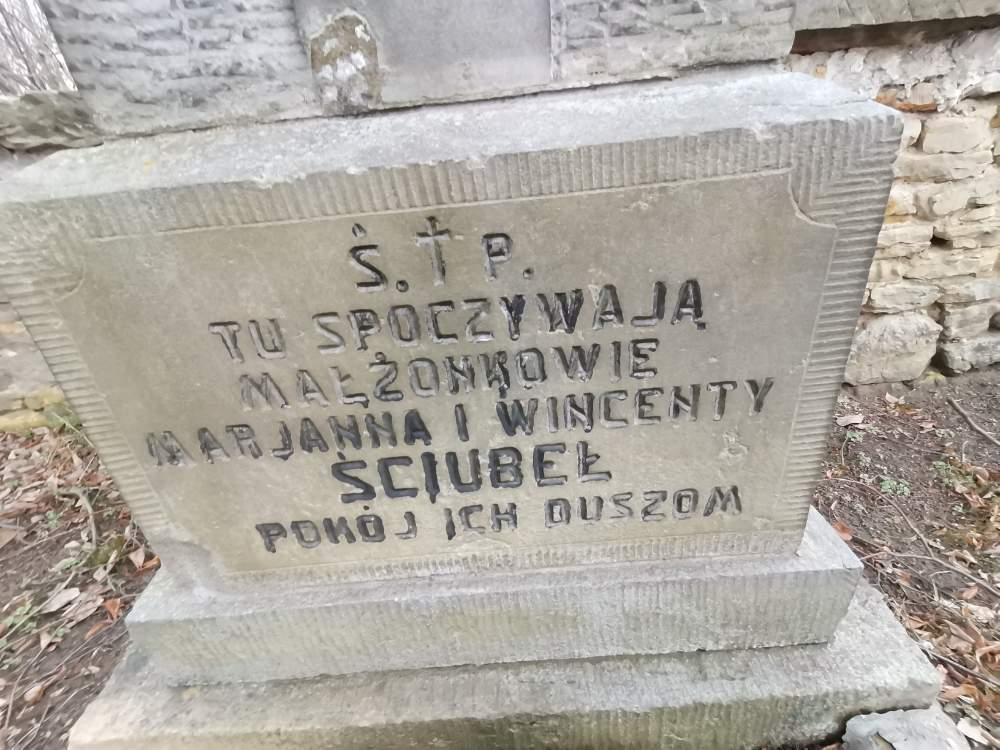 Ś. † P.
TU SPOCZYWAJĄ
MAŁŻONKOWIE
MARJANNA I WINCENTY
ŚCIUBEŁ
POKÓJ ICH DUSZOM